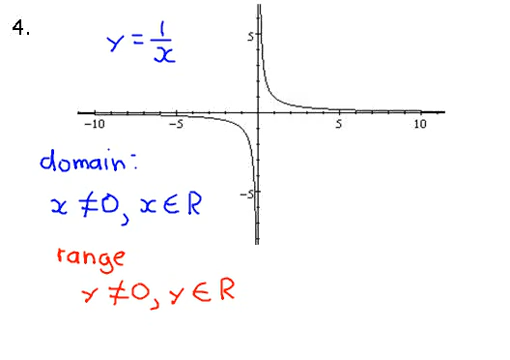 4.
y = 1/x
5
-10 -5 5 10
-5
domain:
x ≠ 0, x ∈ R
range
y ≠ 0, y ∈ R